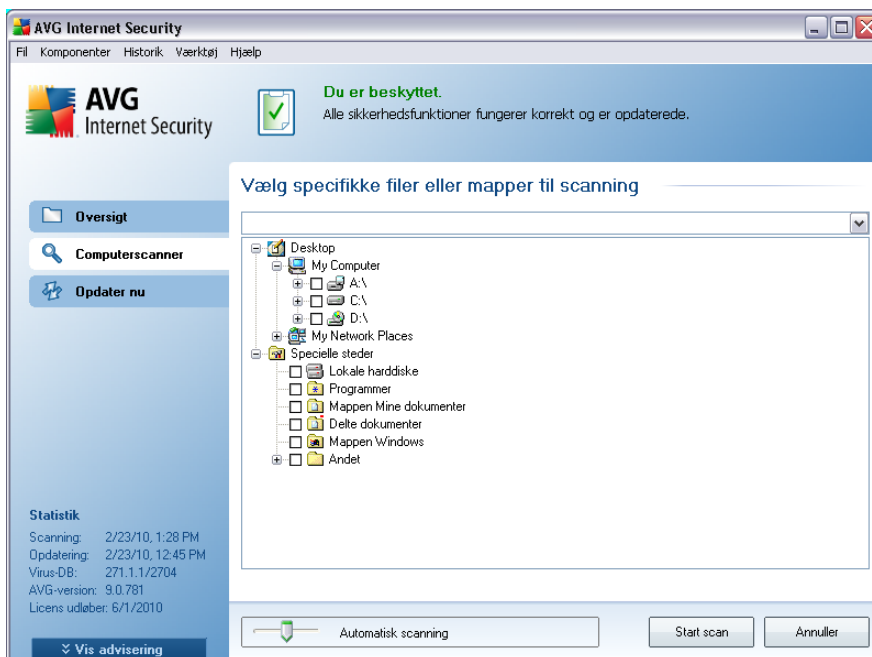 AVG Internet Security
Fil Komponenter Historik Værktøj Hjælp
AVG
Internet Security
Du er beskyttet.
Alle sikkerhedsfunktioner fungerer korrekt og er opdaterede.
Oversigt
Computerscanner
Opdater nu
Vælg specifikke filer eller mapper til scanning
Desktop
My Computer
A:\
C:\
D:\
My Network Places
Specielle steder
Lokale harddiske
Programmer
Mappen Mine dokumenter
Delte dokumenter
Mappen Windows
Andet
Statistik
Scanning: 2/23/10, 1:28 PM
Opdatering: 2/23/10, 12:45 PM
Virus-DB: 271.1.1/2704
AVG-version: 9.0.781
Licens udløber: 6/1/2010
Vis advisering
Automatisk scanning
Start scan
Annuller